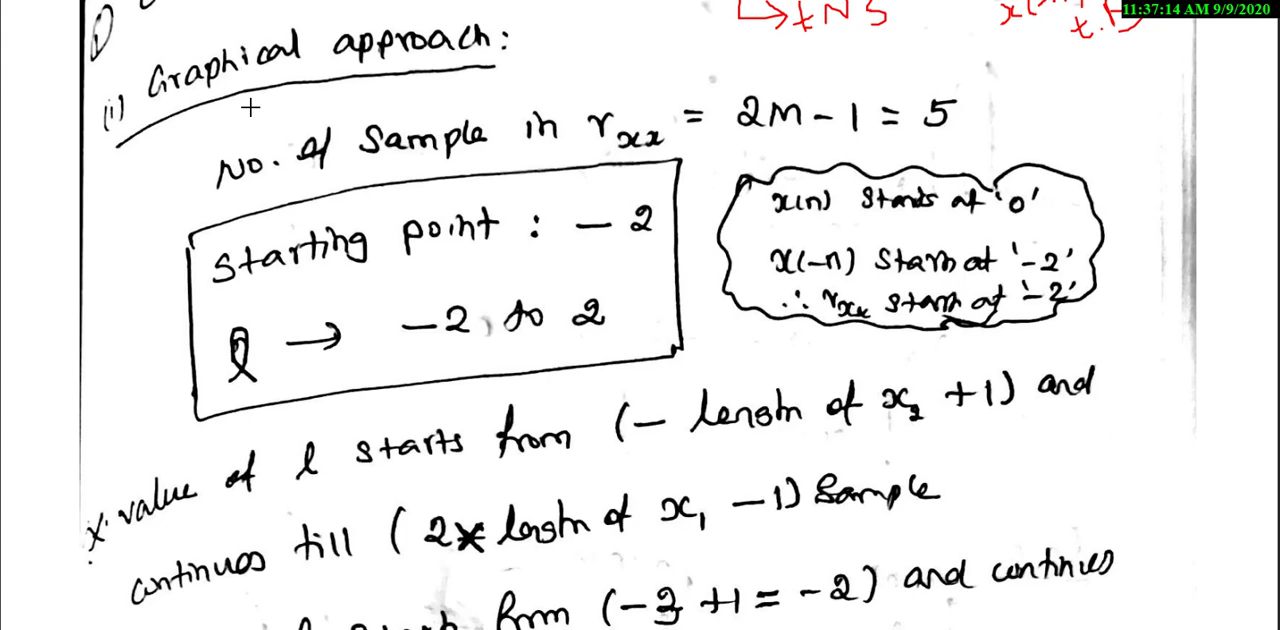 11:37:14 AM 9/9/2020
→ t N S
(i) Graphical approach:
No. of Sample in rxx = 2M - 1 = 5
Starting point : - 2
l → -2 to 2
x(n) Starts at '0'
x(-n) Starts at '-2'
∴ rxx starts at '-2'
* value of l starts from (- length of x2 +1) and
continues till (2* length of x1 -1) Sample
from (-3 +1 = -2) and continues